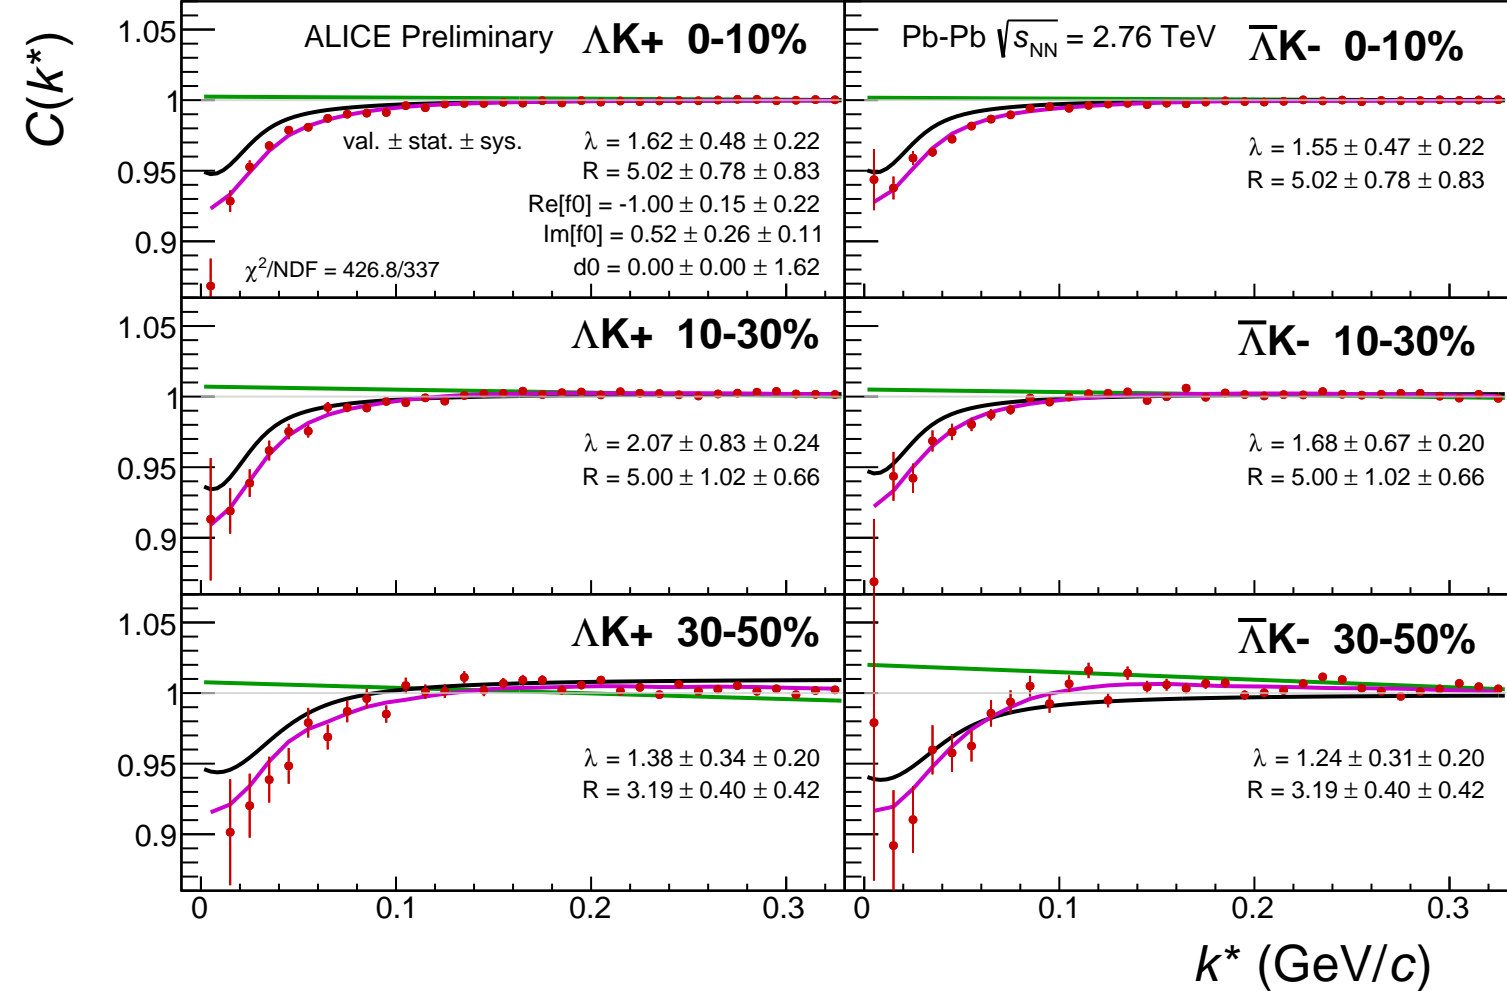 C(k*)
ALICE Preliminary ΛK+ 0-10%
Pb-Pb √sNN = 2.76 TeV Λ̅K- 0-10%
1.05
1
0.95
0.9
val. ± stat. ± sys.
λ = 1.62 ± 0.48 ± 0.22
R = 5.02 ± 0.78 ± 0.83
Re[f0] = -1.00 ± 0.15 ± 0.22
Im[f0] = 0.52 ± 0.26 ± 0.11
d0 = 0.00 ± 0.00 ± 1.62
χ²/NDF = 426.8/337
λ = 1.55 ± 0.47 ± 0.22
R = 5.02 ± 0.78 ± 0.83
ΛK+ 10-30%
Λ̅K- 10-30%
1.05
1
0.95
0.9
λ = 2.07 ± 0.83 ± 0.24
R = 5.00 ± 1.02 ± 0.66
λ = 1.68 ± 0.67 ± 0.20
R = 5.00 ± 1.02 ± 0.66
ΛK+ 30-50%
Λ̅K- 30-50%
1.05
1
0.95
0.9
λ = 1.38 ± 0.34 ± 0.20
R = 3.19 ± 0.40 ± 0.42
λ = 1.24 ± 0.31 ± 0.20
R = 3.19 ± 0.40 ± 0.42
0 0.1 0.2 0.3
0 0.1 0.2 0.3
k* (GeV/c)